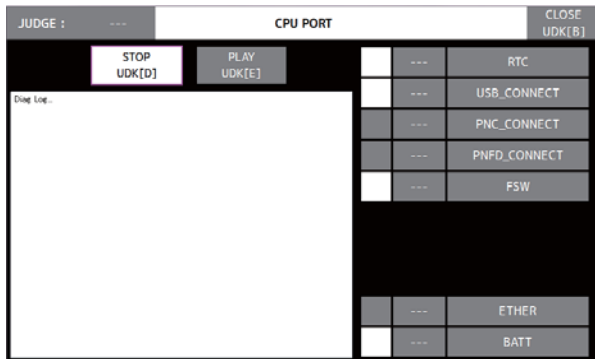 JUDGE : ---
CPU PORT
CLOSE
UDK[B]
STOP
UDK[D]
PLAY
UDK[E]
Diag Log...
--- RTC
--- USB_CONNECT
--- PNC_CONNECT
--- PNFD_CONNECT
--- FSW
--- ETHER
--- BATT